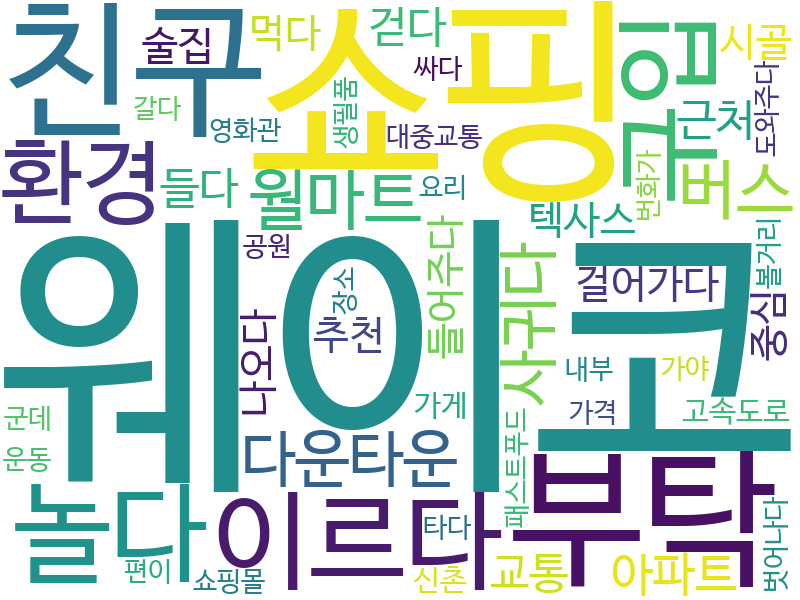 친구
술집
먹다
걷다
쇼핑
구입
시골
싸다
갈다
영화관
생필품
대중교통
근처
도와주다
환경
들다
월마트
요리
번화가
버스
텍사스
공원
웨이코
장소
추천
들어주다
사귀다
걸어가다
볼거리
중심
나오다
내부
가야
군데
가게
가격
고속도로
운동
다운타운
패스트푸드
부탁
놀다
이르다
타다
벗어나다
편이
쇼핑몰
신촌
교통
아파트